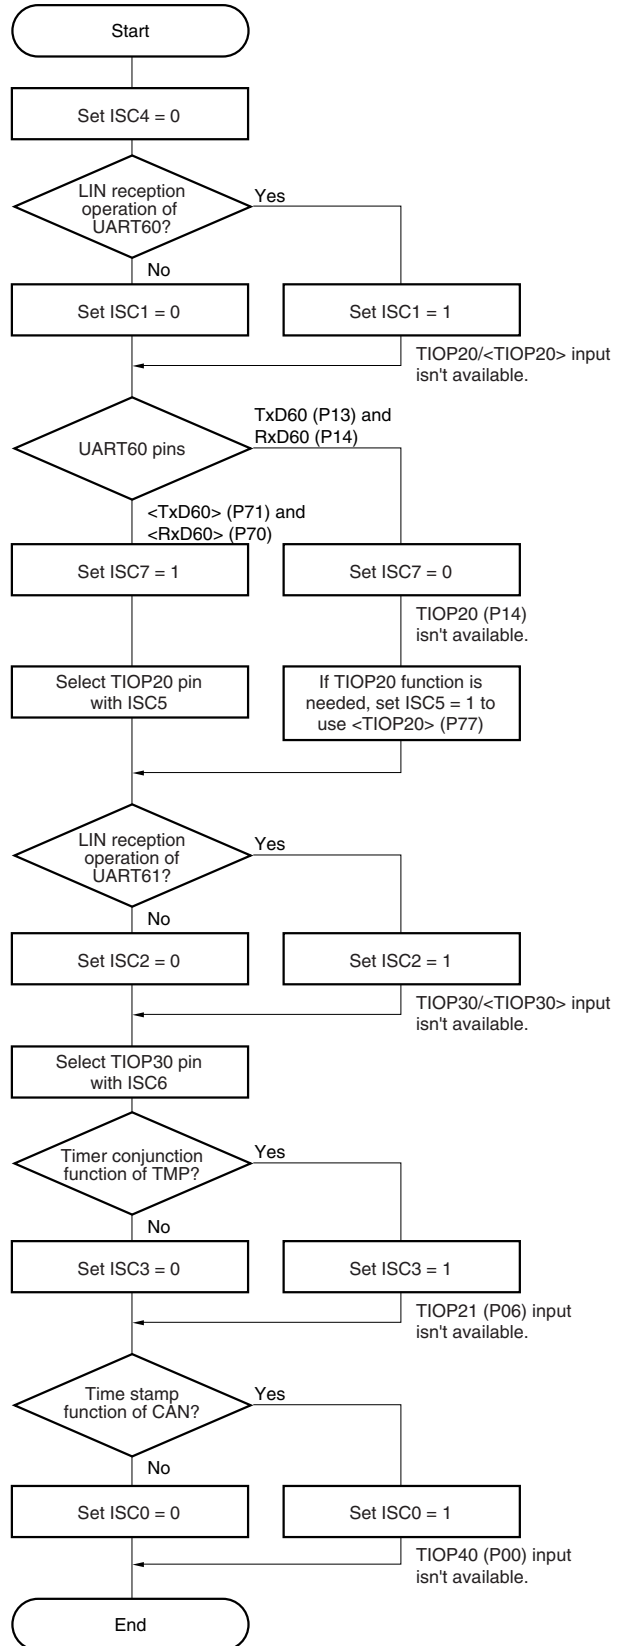 Start
Set ISC4 = 0
LIN reception
operation of
UART60?
Yes
No
Set ISC1 = 0
Set ISC1 = 1
TIOP20/<TIOP20> input
isn't available.
UART60 pins
TxD60 (P13) and
RxD60 (P14)
<TxD60> (P71) and
<RxD60> (P70)
Set ISC7 = 1
Set ISC7 = 0
TIOP20 (P14)
isn't available.
Select TIOP20 pin
with ISC5
If TIOP20 function is
needed, set ISC5 = 1 to
use <TIOP20> (P77)
LIN reception
operation of
UART61?
Yes
No
Set ISC2 = 0
Set ISC2 = 1
TIOP30/<TIOP30> input
isn't available.
Select TIOP30 pin
with ISC6
Timer conjunction
function of TMP?
Yes
No
Set ISC3 = 0
Set ISC3 = 1
TIOP21 (P06) input
isn't available.
Time stamp
function of CAN?
Yes
No
Set ISC0 = 0
Set ISC0 = 1
TIOP40 (P00) input
isn't available.
End